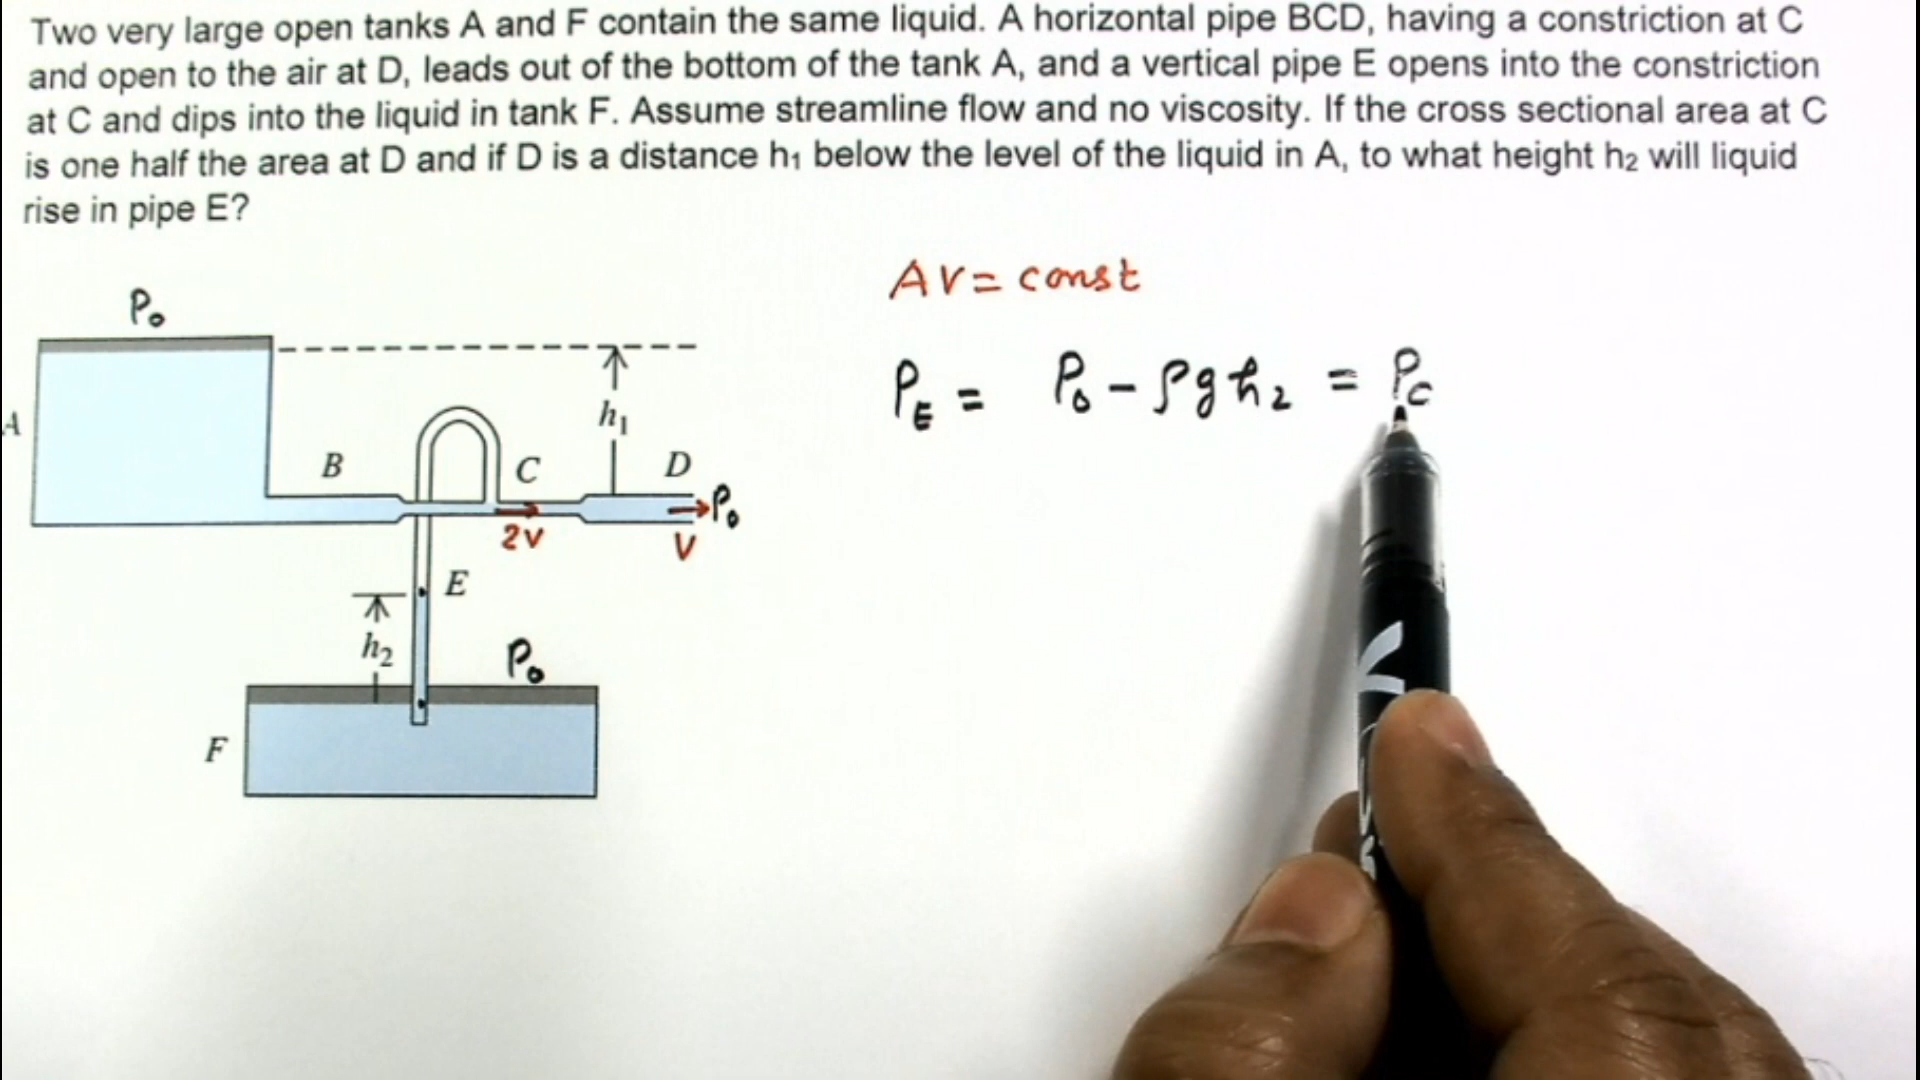 Two very large open tanks A and F contain the same liquid. A horizontal pipe BCD, having a constriction at C
and open to the air at D, leads out of the bottom of the tank A, and a vertical pipe E opens into the constriction
at C and dips into the liquid in tank F. Assume streamline flow and no viscosity. If the cross sectional area at C
is one half the area at D and if D is a distance h₁ below the level of the liquid in A, to what height h₂ will liquid
rise in pipe E?
AV = const
P₀
P_E = P₀ - ρgh₂ = P_C
A
h₁
B
C
D
P₀
2V
V
E
h₂
P₀
F